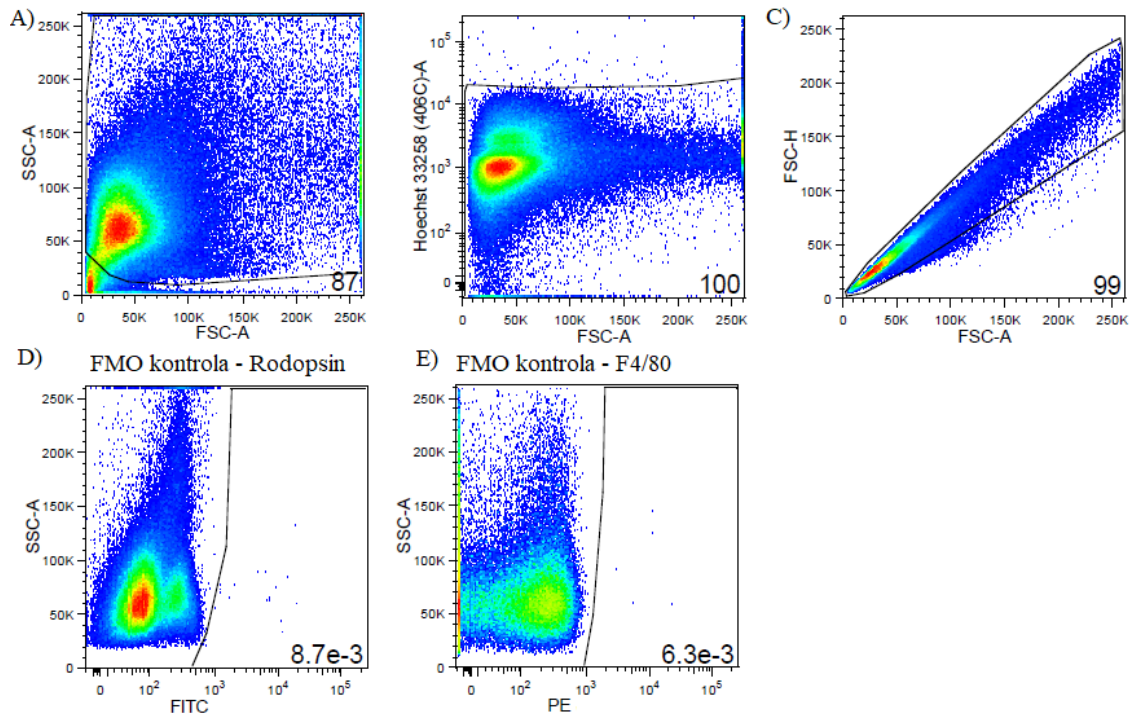 A)
250K
200K
150K
100K
50K
0
SSC-A
0 50K 100K 150K 200K 250K
FSC-A
87
10^5
10^4
10^3
10^2
0
Hoechst 33258 (406C)-A
0 50K 100K 150K 200K 250K
FSC-A
100
C)
250K
200K
150K
100K
50K
0
FSC-H
0 50K 100K 150K 200K 250K
FSC-A
99
D) FMO kontrola - Rodopsin
250K
200K
150K
100K
50K
0
SSC-A
0 10^2 10^3 10^4 10^5
FITC
8.7e-3
E) FMO kontrola - F4/80
250K
200K
150K
100K
50K
0
SSC-A
0 10^2 10^3 10^4 10^5
PE
6.3e-3